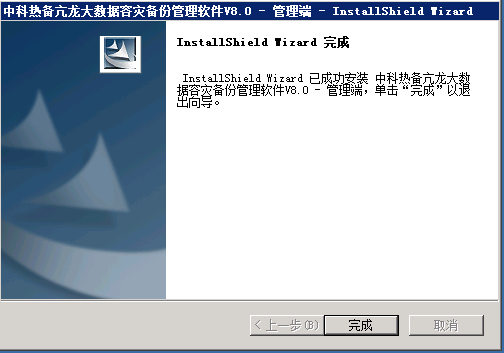 中科热备亢龙大数据容灾备份管理软件V8.0 - 管理端 - InstallShield Wizard
InstallShield Wizard 完成
InstallShield Wizard 已成功安装 中科热备亢龙大数
据容灾备份管理软件V8.0 - 管理端，单击“完成”以退
出向导。
< 上一步(B)
完成
取消